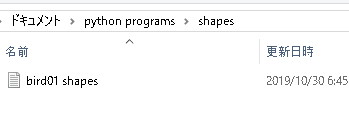 ドキュメント > python programs > shapes
名前 更新日時
bird01 shapes 2019/10/30 6:45